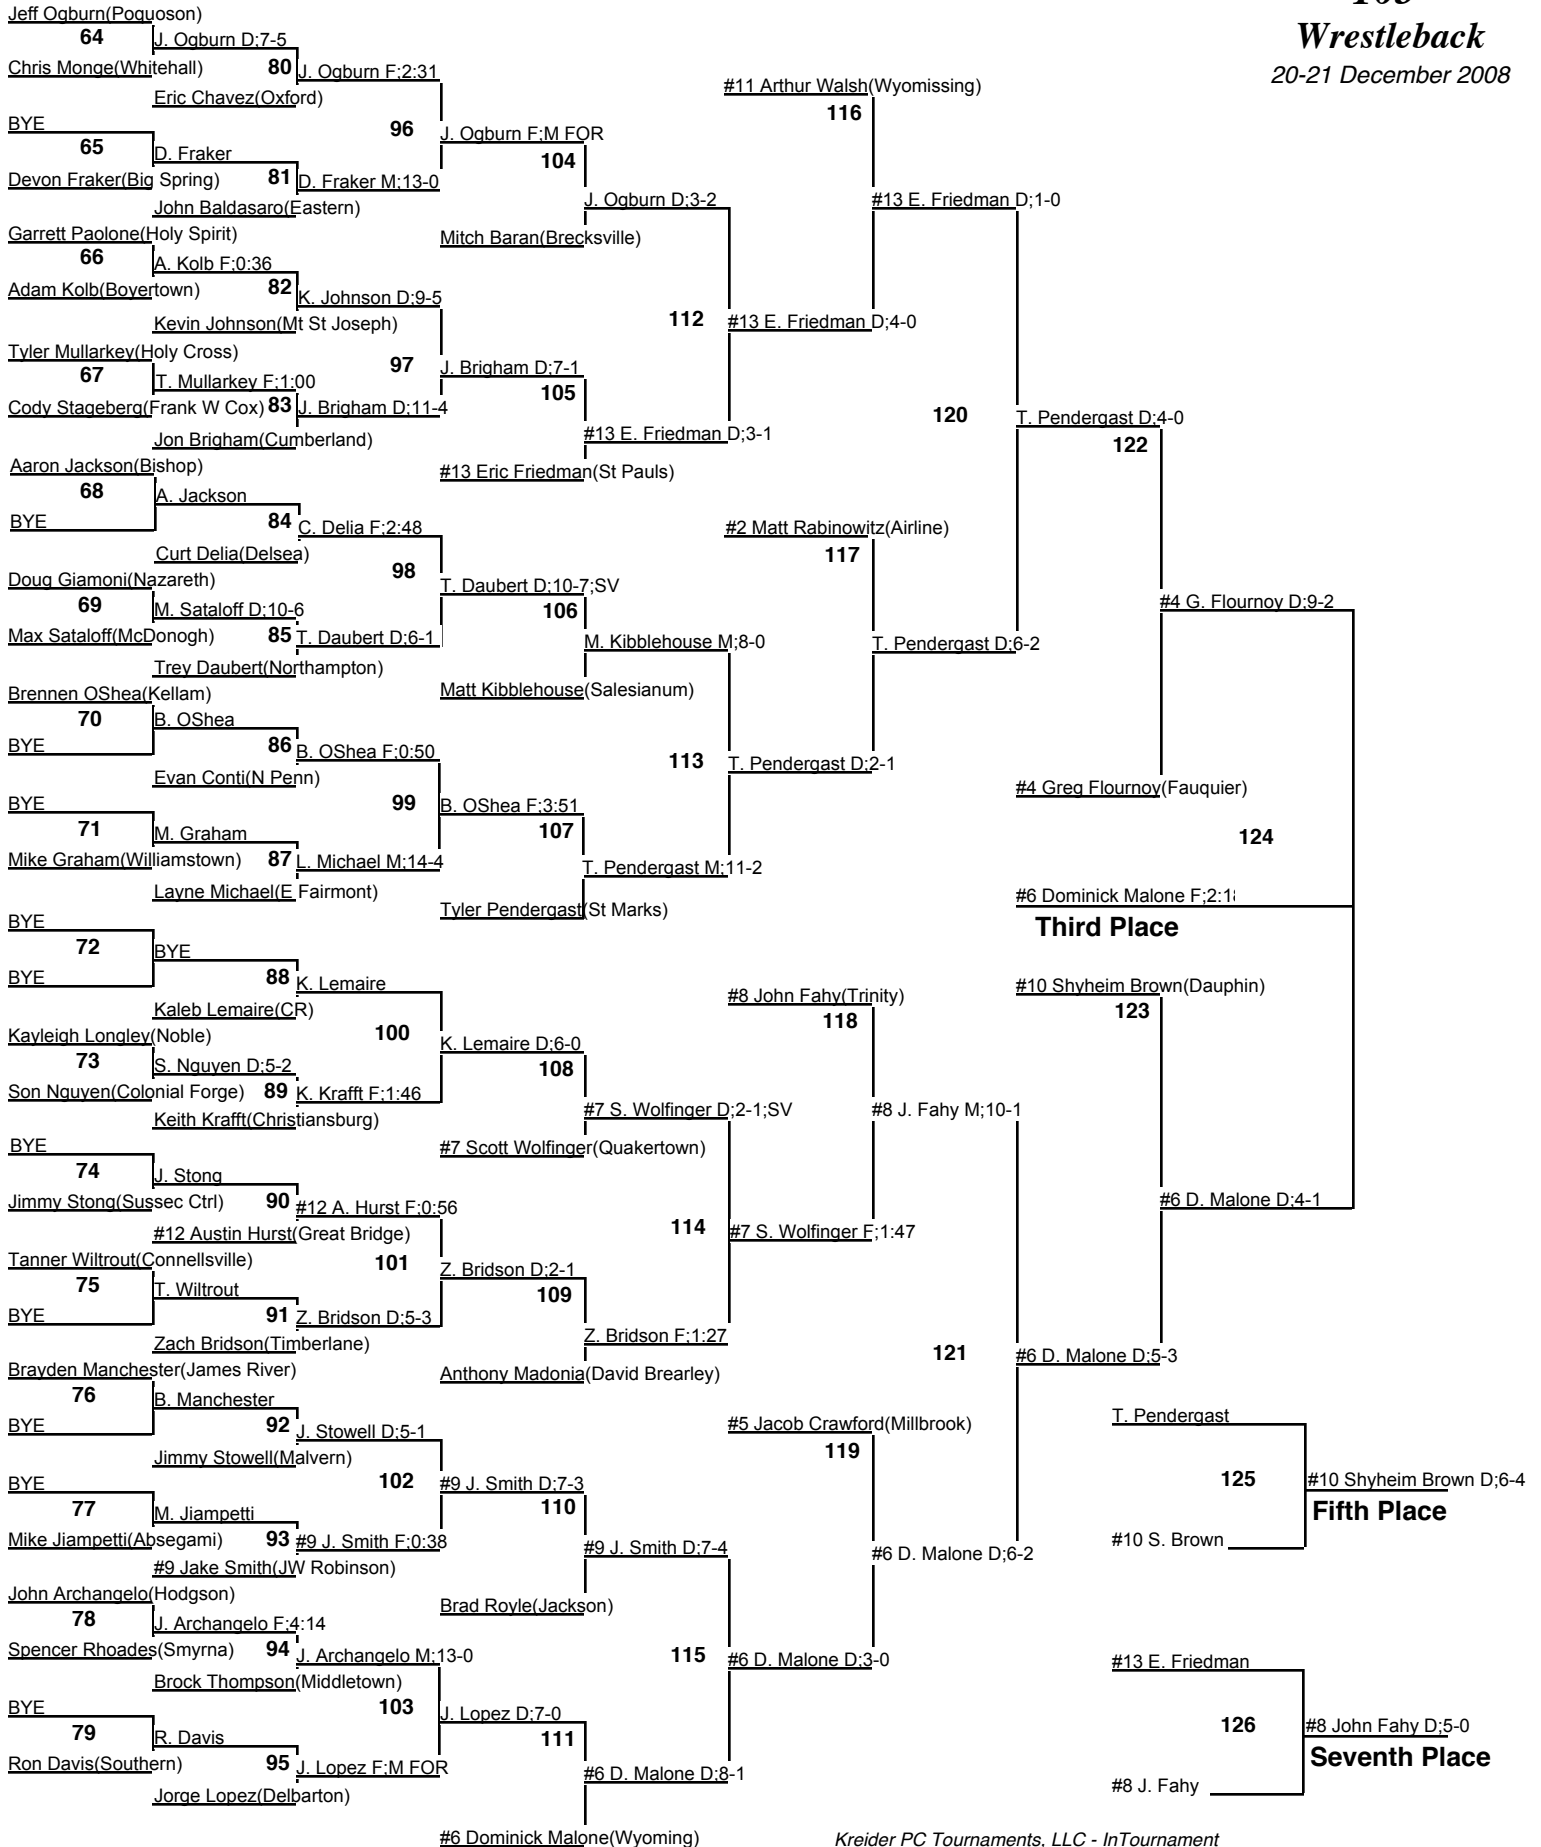 103
Wrestleback
20-21 December 2008
Jeff Ogburn(Poquoson)
64
J. Ogburn D;7-5
Chris Monge(Whitehall)
80
J. Ogburn F;2:31
Eric Chavez(Oxford)
96
J. Ogburn F;M FOR
BYE
65
D. Fraker
Devon Fraker(Big Spring)
81
D. Fraker M;13-0
John Baldasaro(Eastern)
104
J. Ogburn D;3-2
Mitch Baran(Brecksville)
Garrett Paolone(Holy Spirit)
66
A. Kolb F;0:36
Adam Kolb(Boyertown)
82
K. Johnson D;9-5
Kevin Johnson(Mt St Joseph)
97
J. Brigham D;7-1
Tyler Mullarkey(Holy Cross)
67
T. Mullarkey F;1:00
Cody Stageberg(Frank W Cox)
83
J. Brigham D;11-4
Jon Brigham(Cumberland)
105
#13 E. Friedman D;3-1
#13 Eric Friedman(St Pauls)
112
#13 E. Friedman D;4-0
#11 Arthur Walsh(Wyomissing)
116
#13 E. Friedman D;1-0
Aaron Jackson(Bishop)
68
A. Jackson
BYE
84
C. Delia F;2:48
Curt Delia(Delsea)
98
T. Daubert D;10-7;SV
Doug Giamoni(Nazareth)
69
M. Sataloff D;10-6
Max Sataloff(McDonogh)
85
T. Daubert D;6-1
Trey Daubert(Northampton)
106
M. Kibblehouse M;8-0
Matt Kibblehouse(Salesianum)
Brennen OShea(Kellam)
70
B. OShea
BYE
86
B. OShea F;0:50
Evan Conti(N Penn)
99
B. OShea F;3:51
BYE
71
M. Graham
Mike Graham(Williamstown)
87
L. Michael M;14-4
Layne Michael(E Fairmont)
107
T. Pendergast M;11-2
Tyler Pendergast(St Marks)
113
T. Pendergast D;2-1
#2 Matt Rabinowitz(Airline)
117
T. Pendergast D;6-2
120
T. Pendergast D;4-0
122
#4 G. Flournoy D;9-2
#4 Greg Flournoy(Fauquier)
124
#6 Dominick Malone F;2:18
Third Place
BYE
72
BYE
BYE
88
K. Lemaire
Kaleb Lemaire(CR)
100
K. Lemaire D;6-0
Kayleigh Longley(Noble)
73
S. Nguyen D;5-2
Son Nguyen(Colonial Forge)
89
K. Krafft F;1:46
Keith Krafft(Christiansburg)
108
#7 S. Wolfinger D;2-1;SV
#7 Scott Wolfinger(Quakertown)
BYE
74
J. Stong
Jimmy Stong(Sussec Ctrl)
90
#12 A. Hurst F;0:56
#12 Austin Hurst(Great Bridge)
101
Z. Bridson D;2-1
Tanner Wiltrout(Connellsville)
75
T. Wiltrout
BYE
91
Z. Bridson D;5-3
Zach Bridson(Timberlane)
109
Z. Bridson F;1:27
Anthony Madonia(David Brearley)
114
#7 S. Wolfinger F;1:47
#8 John Fahy(Trinity)
118
#8 J. Fahy M;10-1
#10 Shyheim Brown(Dauphin)
123
#6 D. Malone D;4-1
Brayden Manchester(James River)
76
B. Manchester
BYE
92
J. Stowell D;5-1
Jimmy Stowell(Malvern)
102
#9 J. Smith D;7-3
BYE
77
M. Jiampetti
Mike Jiampetti(Absegami)
93
#9 J. Smith F;0:38
#9 Jake Smith(JW Robinson)
110
#9 J. Smith D;7-4
Brad Royle(Jackson)
John Archangelo(Hodgson)
78
J. Archangelo F;4:14
Spencer Rhoades(Smyrna)
94
J. Archangelo M;13-0
Brock Thompson(Middletown)
103
J. Lopez D;7-0
BYE
79
R. Davis
Ron Davis(Southern)
95
J. Lopez F;M FOR
Jorge Lopez(Delbarton)
111
#6 D. Malone D;8-1
#6 Dominick Malone(Wyoming)
115
#6 D. Malone D;3-0
#5 Jacob Crawford(Millbrook)
119
#6 D. Malone D;6-2
121
#6 D. Malone D;5-3
T. Pendergast
125
#10 Shyheim Brown D;6-4
Fifth Place
#10 S. Brown
#13 E. Friedman
126
#8 John Fahy D;5-0
Seventh Place
#8 J. Fahy
Kreider PC Tournaments, LLC - InTournament